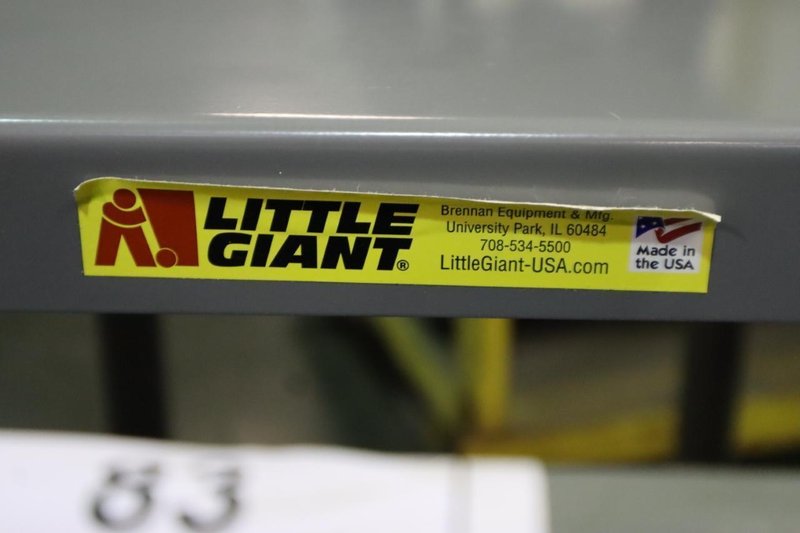 LITTLE
GIANT®
Brennan Equipment & Mfg.
University Park, IL 60484
708-534-5500
LittleGiant-USA.com
Made in
the USA
83